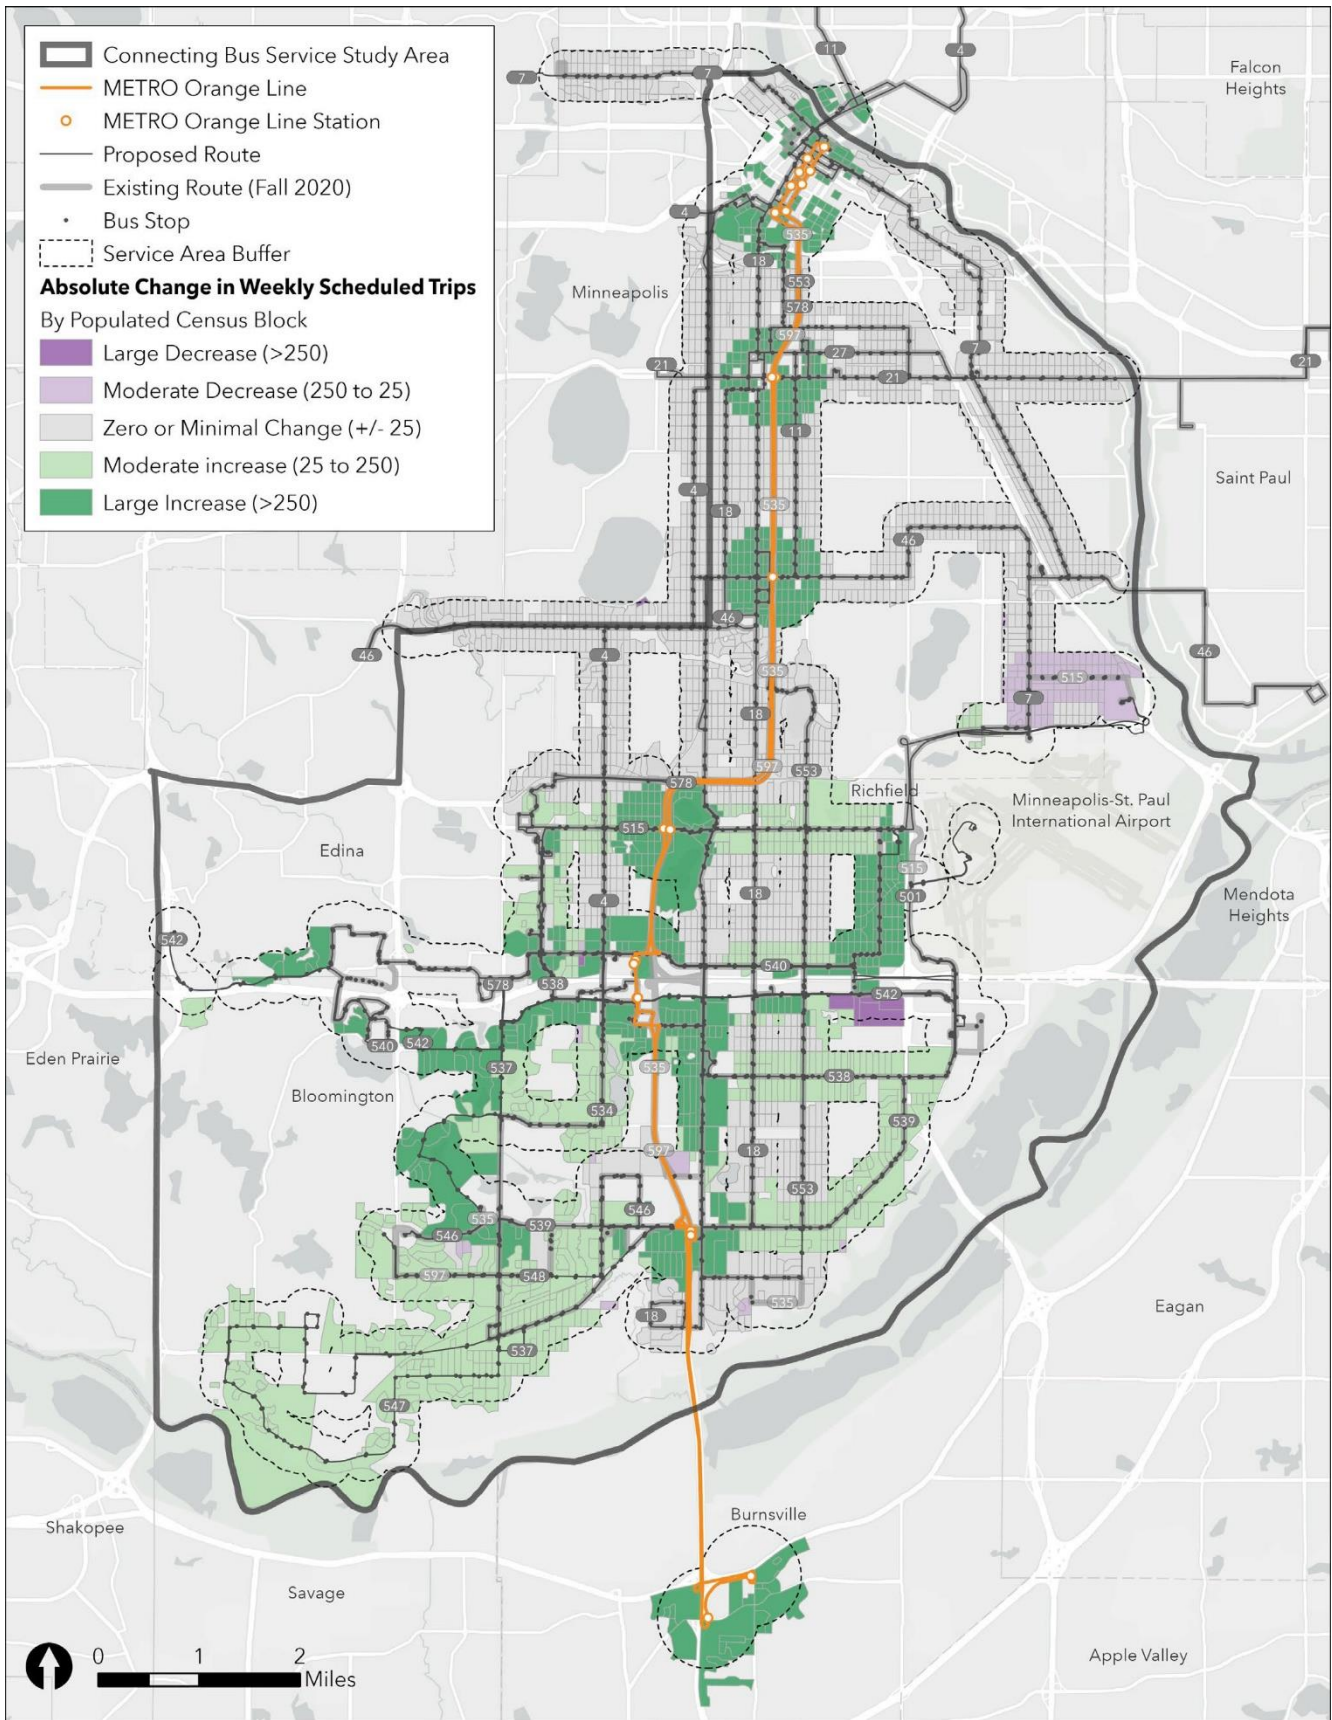 Connecting Bus Service Study Area
METRO Orange Line
METRO Orange Line Station
Proposed Route
Existing Route (Fall 2020)
Bus Stop
Service Area Buffer
Absolute Change in Weekly Scheduled Trips
By Populated Census Block
Large Decrease (>250)
Moderate Decrease (250 to 25)
Zero or Minimal Change (+/- 25)
Moderate increase (25 to 250)
Large Increase (>250)
11
4
7
7
Falcon
Heights
4
535
18
553
Minneapolis
578
597
27
7
21
21
21
11
Saint Paul
4
18
535
46
46
46
4
535
46
515
7
18
597
553
578
Richfield
Minneapolis-St. Paul
International Airport
515
Edina
515
501
4
18
Mendota
Heights
542
540
578
538
542
Eden Prairie
540
542
537
535
538
Bloomington
534
539
597
18
553
535
539
546
546
597
548
535
18
Eagan
537
547
Burnsville
Shakopee
Savage
Apple Valley
0 1 2
Miles